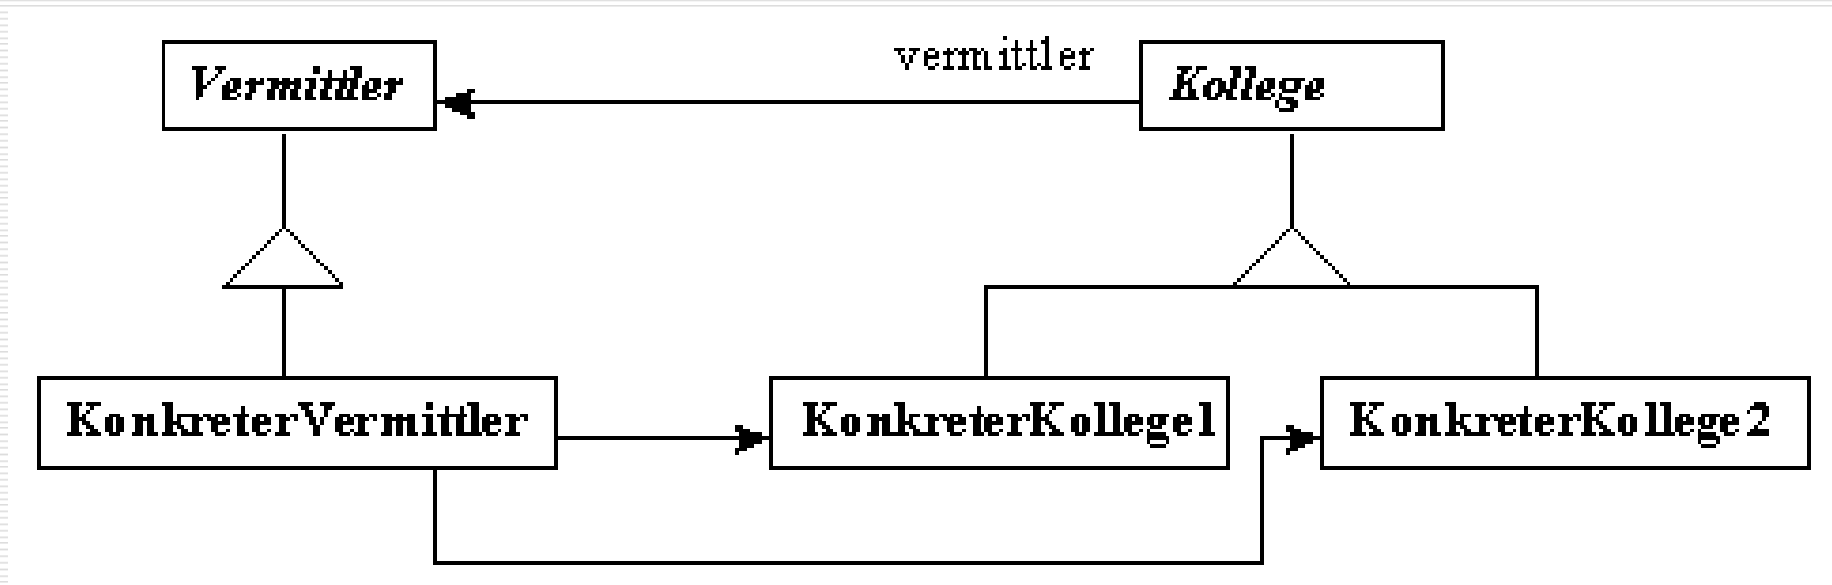 vermittler
Vermittler
Kollege
KonkreterVermittler
KonkreterKollege1
KonkreterKollege2